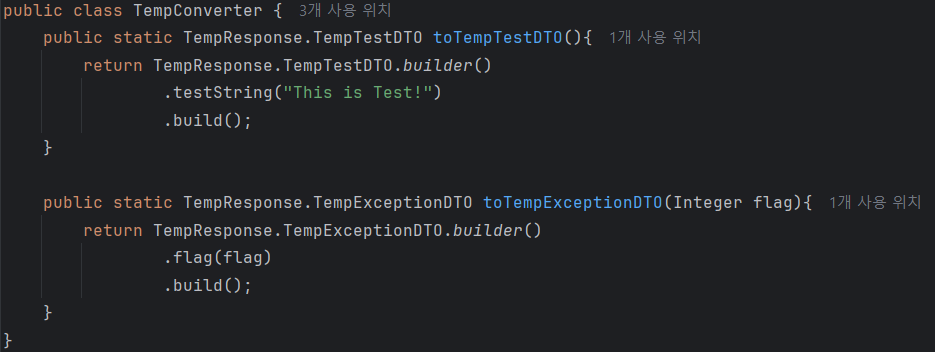 public class TempConverter { 3개 사용 위치
    public static TempResponse.TempTestDTO toTempTestDTO(){ 1개 사용 위치
        return TempResponse.TempTestDTO.builder()
                .testString("This is Test!")
                .build();
    }
    public static TempResponse.TempExceptionDTO toTempExceptionDTO(Integer flag){ 1개 사용 위치
        return TempResponse.TempExceptionDTO.builder()
                .flag(flag)
                .build();
    }
}